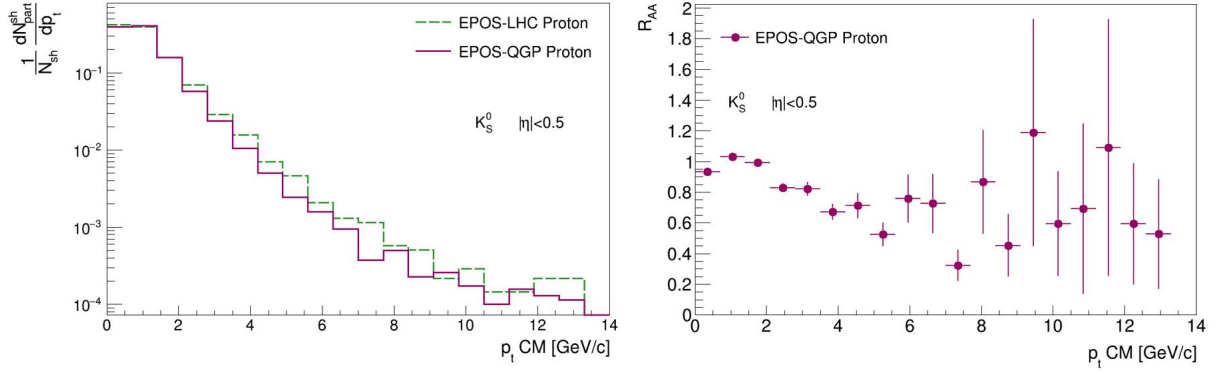 1/N_sh dN^sh_part/dp_t
10^-1
10^-2
10^-3
10^-4
0 2 4 6 8 10 12 14
p_t CM [GeV/c]
EPOS-LHC Proton
EPOS-QGP Proton
K^0_S |η|<0.5
R_AA
2
1.8
1.6
1.4
1.2
1
0.8
0.6
0.4
0.2
0
0 2 4 6 8 10 12 14
p_t CM [GeV/c]
EPOS-QGP Proton
K^0_S |η|<0.5